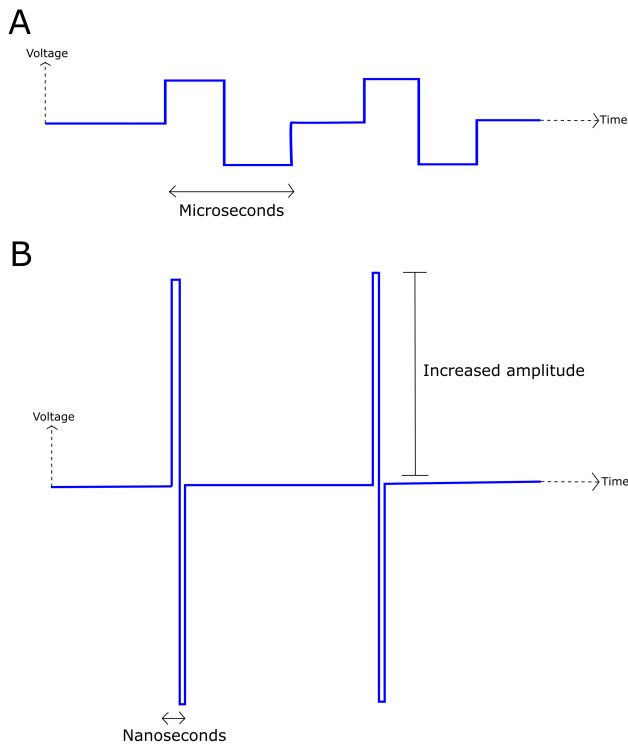 A
Voltage
Time
Microseconds
B
Increased amplitude
Voltage
Time
Nanoseconds